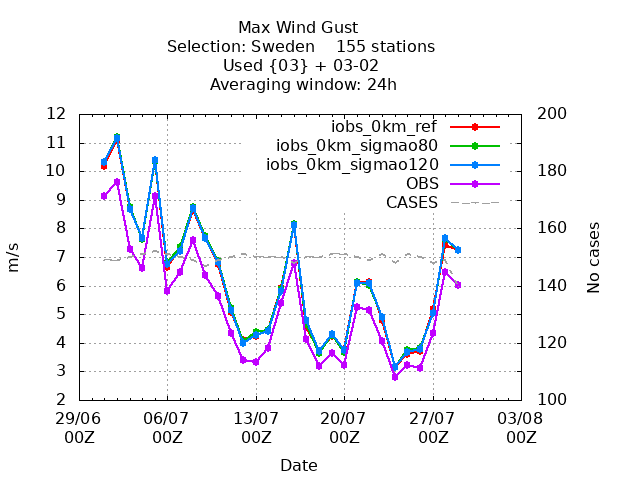 Max Wind Gust
Selection: Sweden 155 stations
Used {03} + 03-02
Averaging window: 24h
12 200
iobs_0km_ref
11
iobs_0km_sigmao80
iobs_0km_sigmao120
10 180
OBS
9
CASES
8 160
7
m/s No cases
6 140
5
4 120
3
2 100
29/06 06/07 13/07 20/07 27/07 03/08
00Z 00Z 00Z 00Z 00Z 00Z
Date